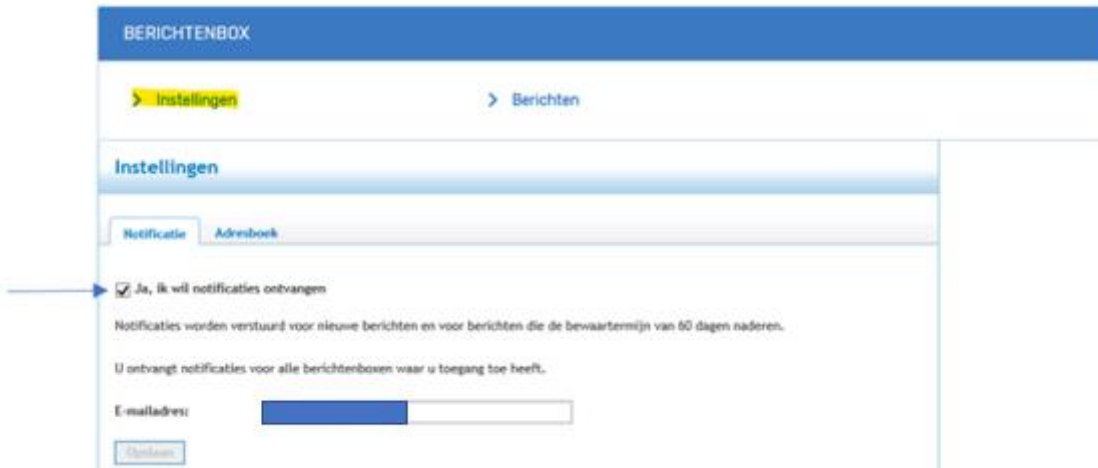 BERICHTENBOX
> Instellingen > Berichten
Instellingen
Notificatie Adresboek
Ja, ik wil notificaties ontvangen
Notificaties worden verstuurd voor nieuwe berichten en voor berichten die de bewaartermijn van 60 dagen naderen.
U ontvangt notificaties voor alle berichtenboxen waar u toegang toe heeft.
E-mailadres:
Opslaan